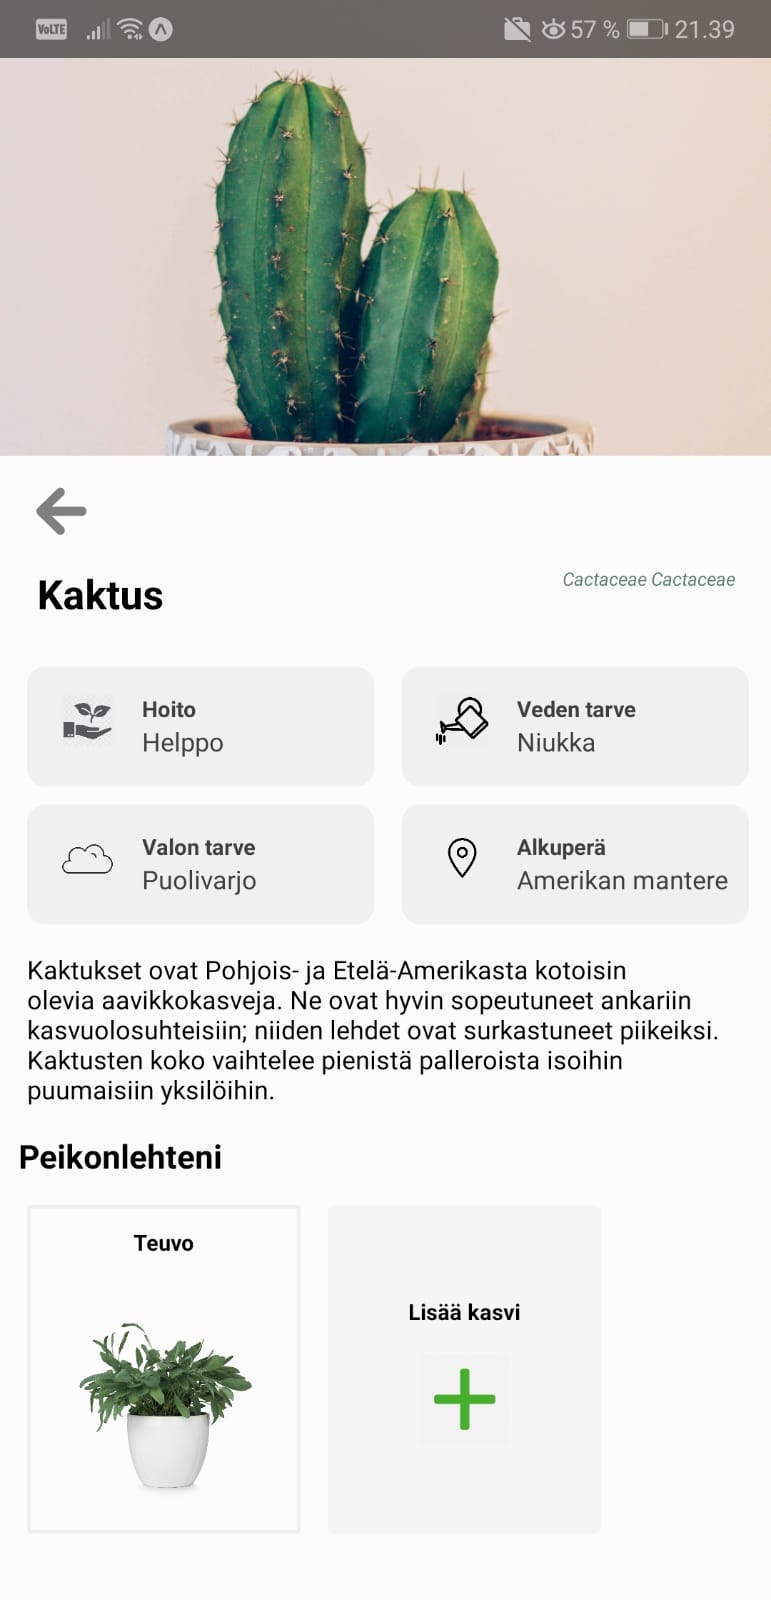 VoLTE 57 % 21.39
Kaktus
Cactaceae Cactaceae
Hoito
Helppo
Veden tarve
Niukka
Valon tarve
Puolivarjo
Alkuperä
Amerikan mantere
Kaktukset ovat Pohjois- ja Etelä-Amerikasta kotoisin
olevia aavikkokasveja. Ne ovat hyvin sopeutuneet ankariin
kasvuolosuhteisiin; niiden lehdet ovat surkastuneet piikeiksi.
Kaktusten koko vaihtelee pienistä palleroista isoihin
puumaisiin yksilöihin.
Peikonlehteni
Teuvo
Lisää kasvi